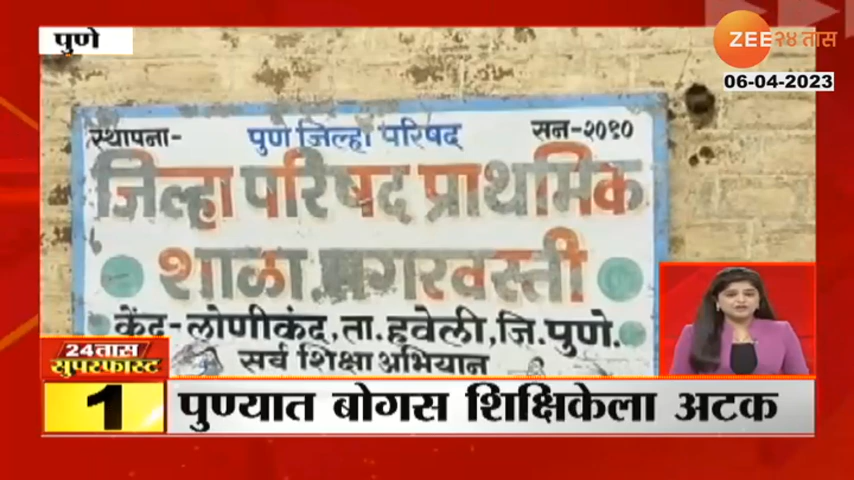 पुणे
ZEE २४ तास
06-04-2023
स्थापना- पुणे जिल्हा परिषद सन-२०१०
जिल्हा परिषद प्राथमिक
शाळा मगरवस्ती
केंद्र-लोणीकंद, ता. हवेली, जि. पुणे.
सर्व शिक्षा अभियान
24तास
सुपरफास्ट
1 पुण्यात बोगस शिक्षिकेला अटक